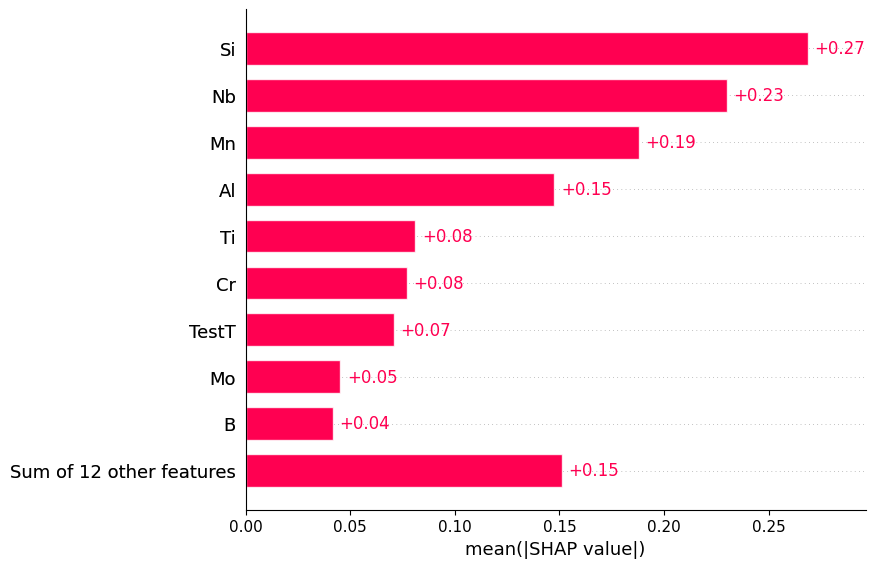 Si +0.27
Nb +0.23
Mn +0.19
Al +0.15
Ti +0.08
Cr +0.08
TestT +0.07
Mo +0.05
B +0.04
Sum of 12 other features +0.15
0.00 0.05 0.10 0.15 0.20 0.25
mean(|SHAP value|)